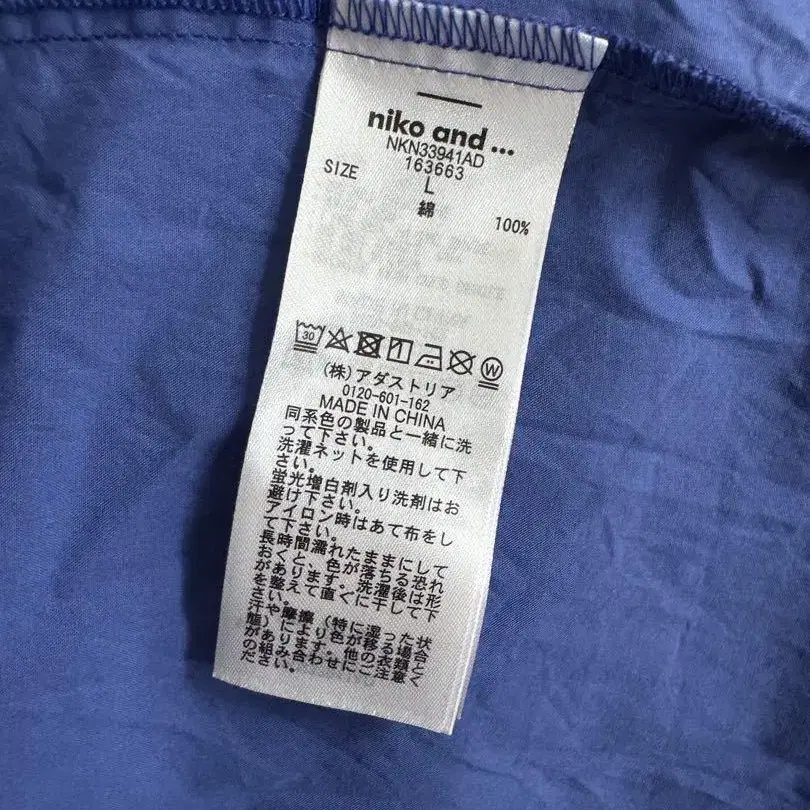 niko and ...
NKN33941AD
163663
SIZE L
綿 100%
30
W
(株)アダストリア
0120-601-162
MADE IN CHINA
同系色の製品と一緒に洗
って下さい。
洗濯ネットを使用して下
さい。
蛍光増白剤入り洗剤はお
避け下さい。
アイロン時はあて布をし
て下さい。
長時間濡れたままにして
おくと、色が落ちる恐れ
があります。洗濯後は形
を整えて直ぐに干して下
さい。
汗や摩擦(特に湿った状
態)により色が移る場合
がありますので他の衣類と
の組み合わせにご注意く
ださい。